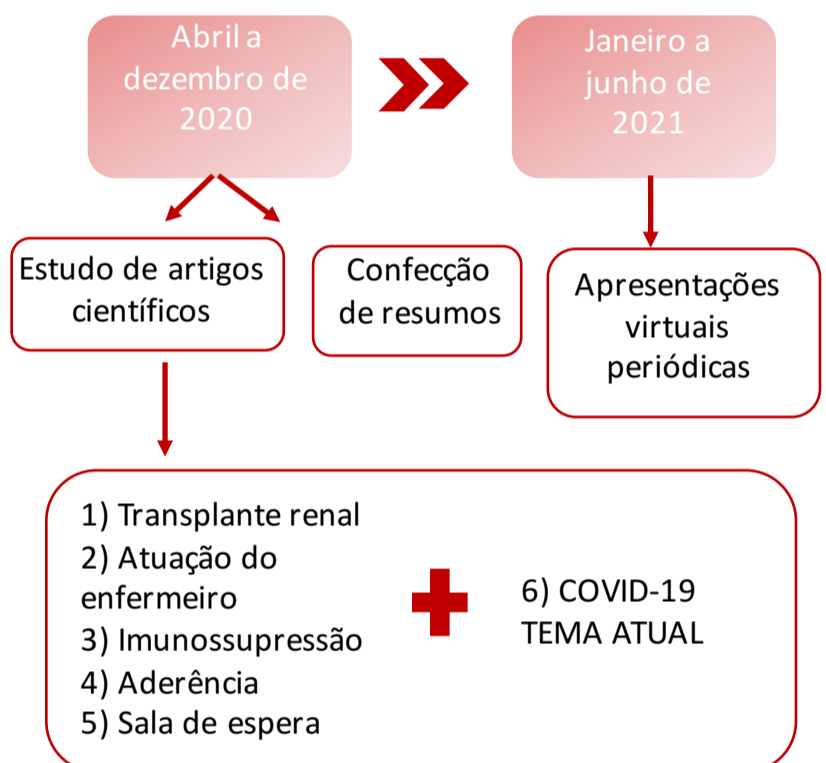 Abril a
dezembro de
2020
Janeiro a
junho de
2021
Estudo de artigos
científicos
Confecção
de resumos
Apresentações
virtuais
periódicas
1) Transplante renal
2) Atuação do
enfermeiro
3) Imunossupressão
4) Aderência
5) Sala de espera
6) COVID-19
TEMA ATUAL